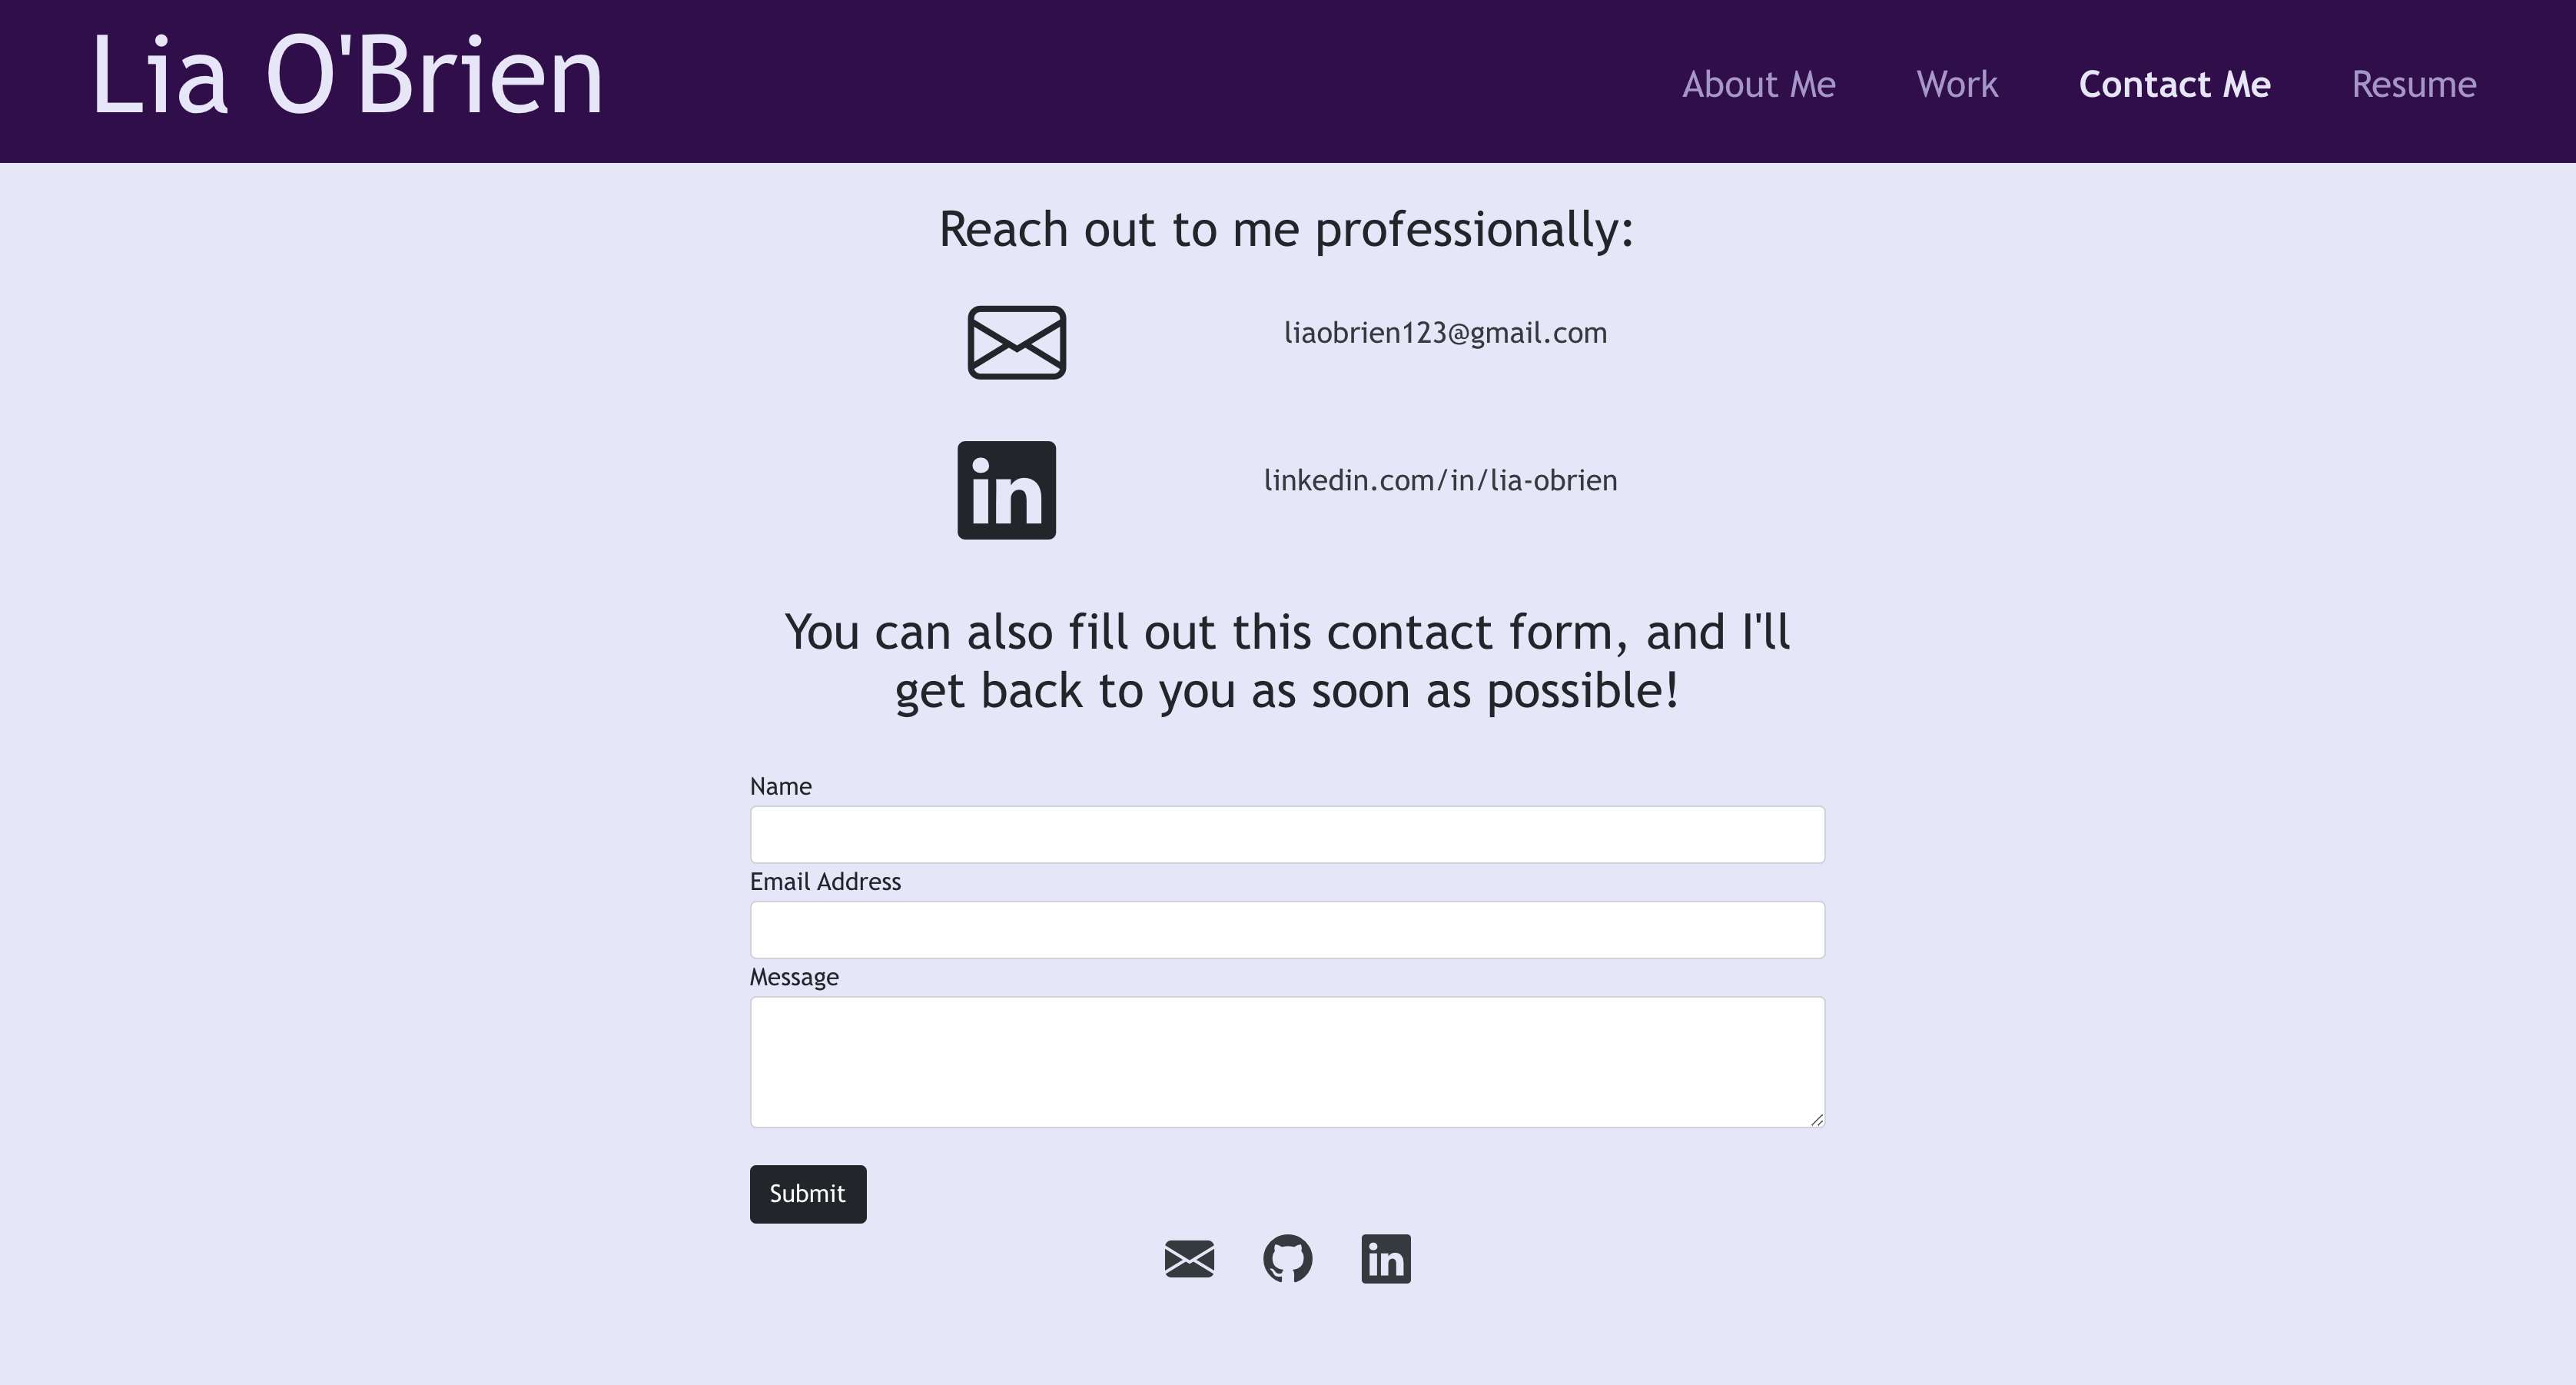 Lia O'Brien
About Me Work Contact Me Resume
Reach out to me professionally:
liaobrien123@gmail.com
in
linkedin.com/in/lia-obrien
You can also fill out this contact form, and I'll
get back to you as soon as possible!
Name
Email Address
Message
Submit
in